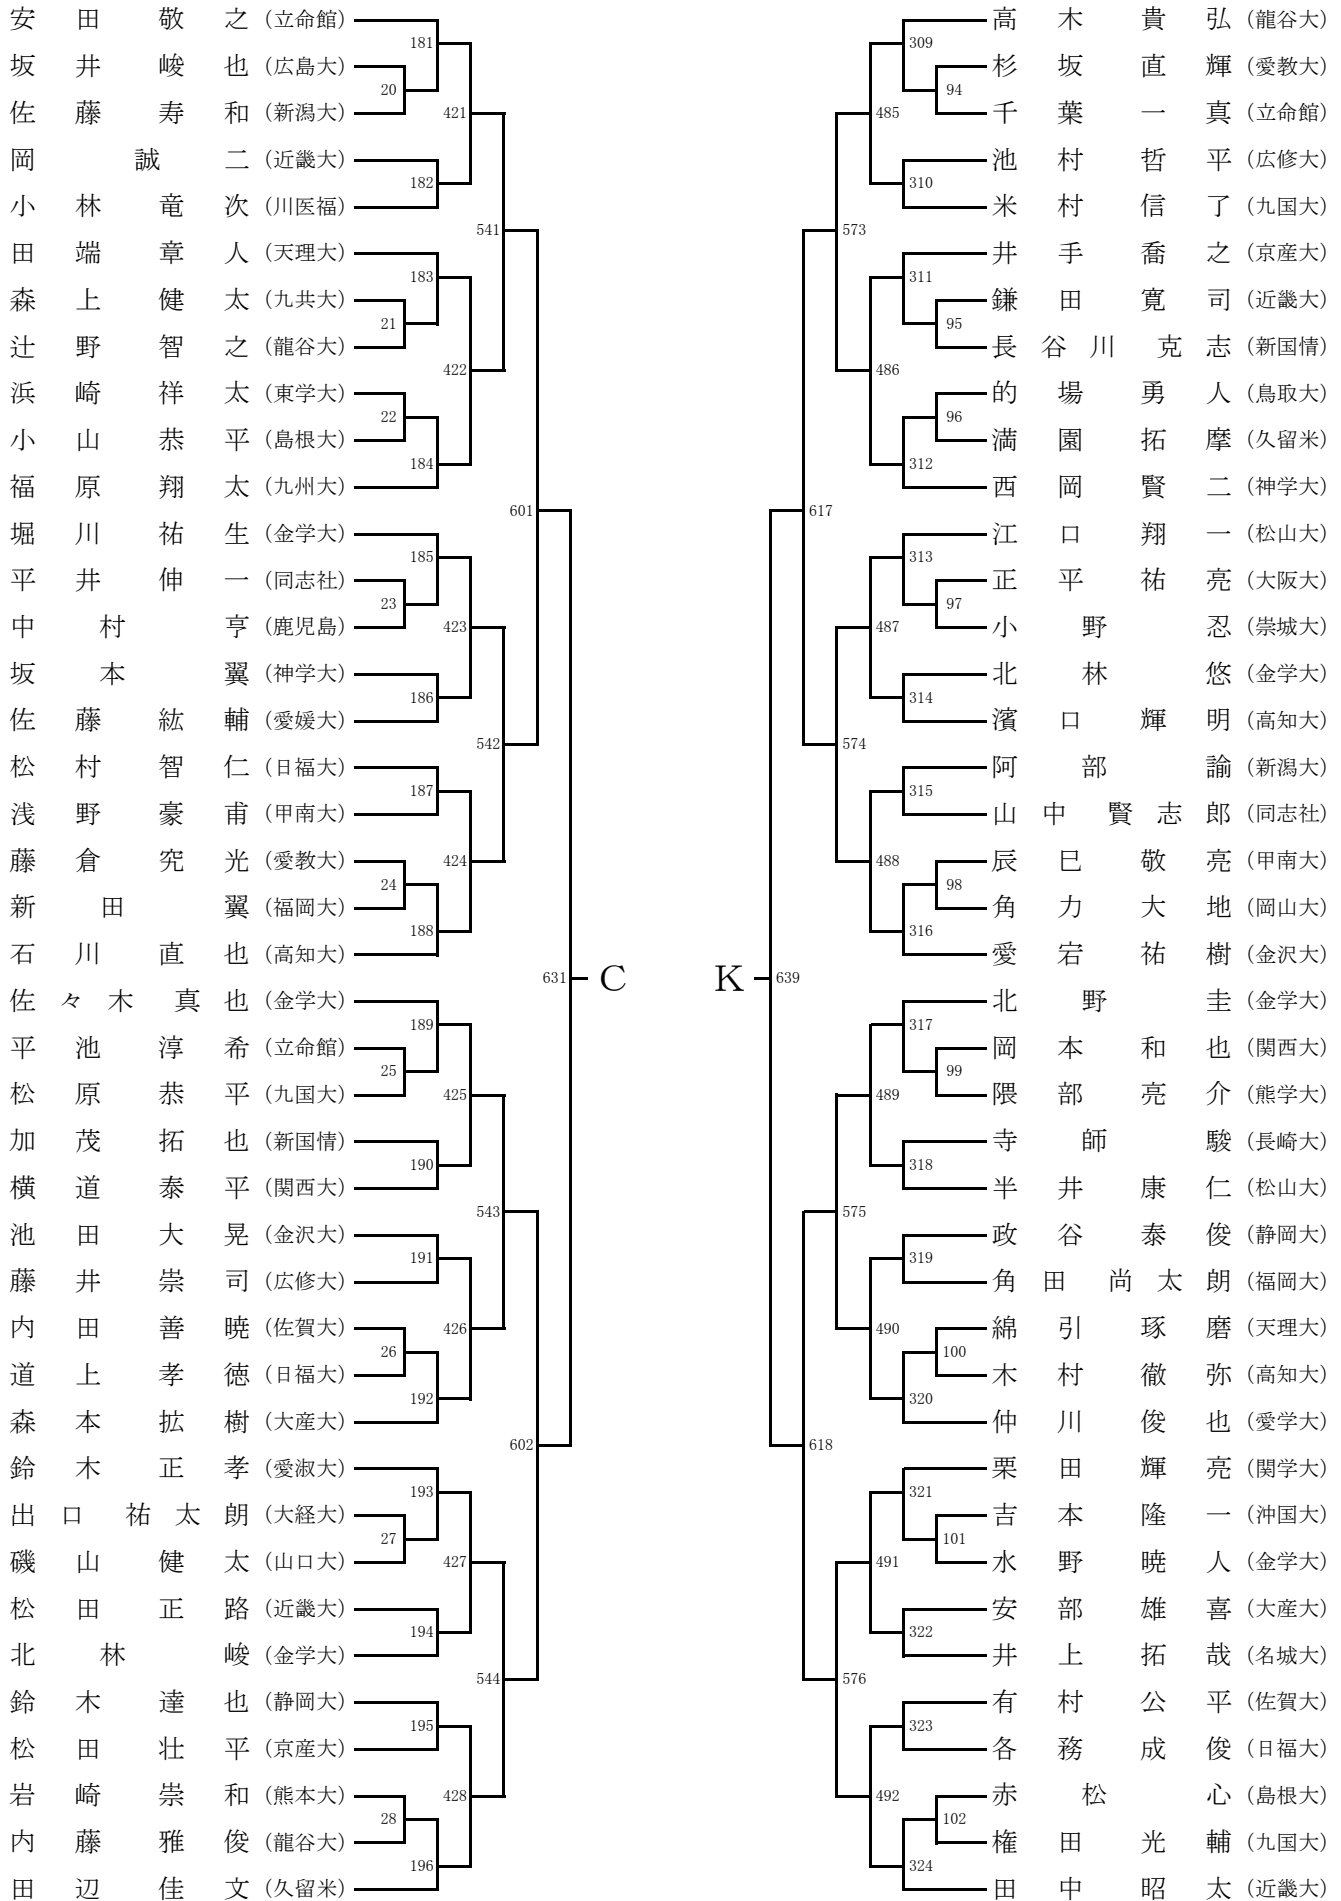 安田敬之（立命館）
181
坂井峻也（広島大）
20
佐藤寿和（新潟大）
421
岡誠二（近畿大）
182
小林竜次（川医福）
541
田端章人（天理大）
183
森上健太（九共大）
21
辻野智之（龍谷大）
422
浜崎祥太（東学大）
22
小山恭平（島根大）
184
福原翔太（九州大）
601
堀川祐生（金学大）
185
平井伸一（同志社）
23
中村亨（鹿児島）
423
坂本翼（神学大）
186
佐藤紘輔（愛媛大）
542
松村智仁（日福大）
187
浅野豪甫（甲南大）
藤倉究光（愛教大）
424
24
新田翼（福岡大）
188
石川直也（高知大）
631 C
佐々木真也（金学大）
189
平池淳希（立命館）
25
松原恭平（九国大）
425
加茂拓也（新国情）
190
横道泰平（関西大）
543
池田大晃（金沢大）
191
藤井崇司（広修大）
内田善暁（佐賀大）
426
26
道上孝徳（日福大）
192
森本拡樹（大産大）
602
鈴木正孝（愛淑大）
193
出口祐太朗（大経大）
27
磯山健太（山口大）
427
松田正路（近畿大）
194
北林峻（金学大）
544
鈴木達也（静岡大）
195
松田壮平（京産大）
岩崎崇和（熊本大）
428
28
内藤雅俊（龍谷大）
196
田辺佳文（久留米）
高木貴弘（龍谷大）
309
杉坂直輝（愛教大）
94
千葉一真（立命館）
485
池村哲平（広修大）
310
米村信了（九国大）
573
井手喬之（京産大）
311
鎌田寛司（近畿大）
95
長谷川克志（新国情）
486
的場勇人（鳥取大）
96
満園拓摩（久留米）
312
西岡賢二（神学大）
617
江口翔一（松山大）
313
正平祐亮（大阪大）
97
小野忍（崇城大）
487
北林悠（金学大）
314
濱口輝明（高知大）
574
阿部諭（新潟大）
315
山中賢志郎（同志社）
辰巳敬亮（甲南大）
488
98
角力大地（岡山大）
316
愛宕祐樹（金沢大）
K 639
北野圭（金学大）
317
岡本和也（関西大）
99
隈部亮介（熊学大）
489
寺師駿（長崎大）
318
半井康仁（松山大）
575
政谷泰俊（静岡大）
319
角田尚太朗（福岡大）
綿引琢磨（天理大）
490
100
木村徹弥（高知大）
320
仲川俊也（愛学大）
618
栗田輝亮（関学大）
321
吉本隆一（沖国大）
101
水野暁人（金学大）
491
安部雄喜（大産大）
322
井上拓哉（名城大）
576
有村公平（佐賀大）
323
各務成俊（日福大）
赤松心（島根大）
492
102
権田光輔（九国大）
324
田中昭太（近畿大）